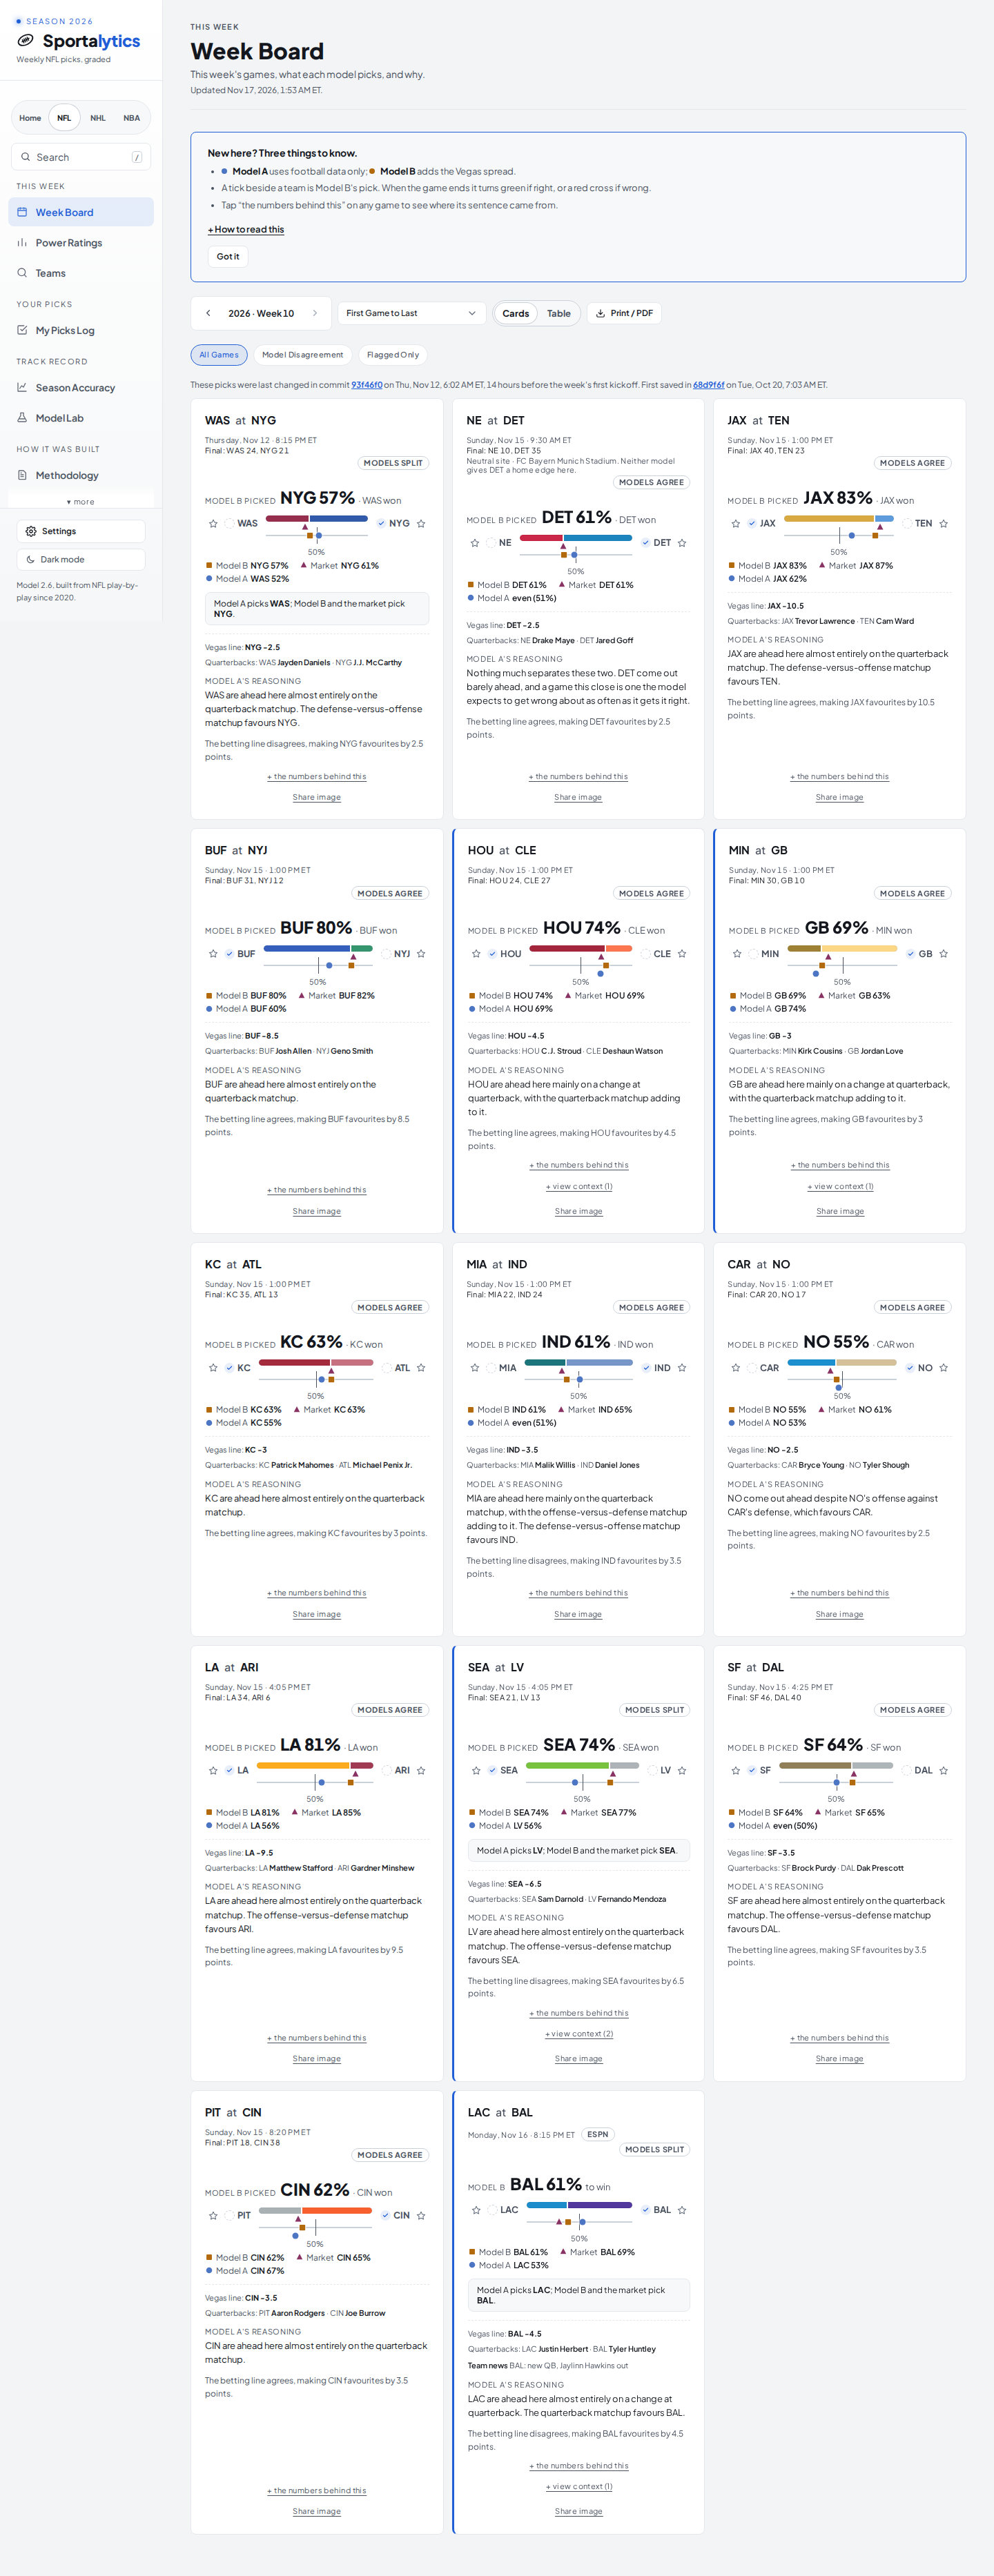 SEASON 2026
Sportalytics
Weekly NFL picks, graded
Home NFL NHL NBA
Search /
THIS WEEK
Week Board
Power Ratings
Teams
YOUR PICKS
My Picks Log
TRACK RECORD
Season Accuracy
Model Lab
HOW IT WAS BUILT
Methodology
▾ more
Settings
Dark mode
Model 2.6, built from NFL play-by-
play since 2020.
THIS WEEK
Week Board
This week's games, what each model picks, and why.
Updated Nov 17, 2026, 1:53 AM ET.
New here? Three things to know.
• Model A uses football data only; Model B adds the Vegas spread.
• A tick beside a team is Model B's pick. When the game ends it turns green if right, or a red cross if wrong.
• Tap “the numbers behind this” on any game to see where its sentence came from.
+ How to read this
Got it
2026 · Week 10
First Game to Last
Cards Table
Print / PDF
All Games Model Disagreement Flagged Only
These picks were last changed in commit 93f46f0 on Thu, Nov 12, 6:02 AM ET, 14 hours before the week's first kickoff. First saved in 68d9f6f on Tue, Oct 20, 7:03 AM ET.
WAS at NYG
Thursday, Nov 12 · 8:15 PM ET
Final: WAS 24, NYG 21
MODELS SPLIT
MODEL B PICKED NYG 57% · WAS won
WAS NYG
50%
Model B NYG 57% Market NYG 61%
Model A WAS 52%
Model A picks WAS; Model B and the market pick
NYG.
Vegas line: NYG -2.5
Quarterbacks: WAS Jayden Daniels · NYG J.J. McCarthy
MODEL A'S REASONING
WAS are ahead here almost entirely on the
quarterback matchup. The defense-versus-offense
matchup favours NYG.
The betting line disagrees, making NYG favourites by 2.5
points.
+ the numbers behind this
Share image
NE at DET
Sunday, Nov 15 · 9:30 AM ET
Final: NE 10, DET 35
Neutral site · FC Bayern Munich Stadium. Neither model
gives DET a home edge here.
MODELS AGREE
MODEL B PICKED DET 61% · DET won
NE DET
50%
Model B DET 61% Market DET 61%
Model A even (51%)
Vegas line: DET -2.5
Quarterbacks: NE Drake Maye · DET Jared Goff
MODEL A'S REASONING
Nothing much separates these two. DET come out
barely ahead, and a game this close is one the model
expects to get wrong about as often as it gets it right.
The betting line agrees, making DET favourites by 2.5
points.
+ the numbers behind this
Share image
JAX at TEN
Sunday, Nov 15 · 1:00 PM ET
Final: JAX 40, TEN 23
MODELS AGREE
MODEL B PICKED JAX 83% · JAX won
JAX TEN
50%
Model B JAX 83% Market JAX 87%
Model A JAX 62%
Vegas line: JAX -10.5
Quarterbacks: JAX Trevor Lawrence · TEN Cam Ward
MODEL A'S REASONING
JAX are ahead here almost entirely on the quarterback
matchup. The defense-versus-offense matchup
favours TEN.
The betting line agrees, making JAX favourites by 10.5
points.
+ the numbers behind this
Share image
BUF at NYJ
Sunday, Nov 15 · 1:00 PM ET
Final: BUF 31, NYJ 12
MODELS AGREE
MODEL B PICKED BUF 80% · BUF won
BUF NYJ
50%
Model B BUF 80% Market BUF 82%
Model A BUF 60%
Vegas line: BUF -8.5
Quarterbacks: BUF Josh Allen · NYJ Geno Smith
MODEL A'S REASONING
BUF are ahead here almost entirely on the
quarterback matchup.
The betting line agrees, making BUF favourites by 8.5
points.
+ the numbers behind this
Share image
HOU at CLE
Sunday, Nov 15 · 1:00 PM ET
Final: HOU 24, CLE 27
MODELS AGREE
MODEL B PICKED HOU 74% · CLE won
HOU CLE
50%
Model B HOU 74% Market HOU 69%
Model A HOU 69%
Vegas line: HOU -4.5
Quarterbacks: HOU C.J. Stroud · CLE Deshaun Watson
MODEL A'S REASONING
HOU are ahead here mainly on a change at
quarterback, with the quarterback matchup adding
to it.
The betting line agrees, making HOU favourites by 4.5
points.
+ the numbers behind this
+ view context (1)
Share image
MIN at GB
Sunday, Nov 15 · 1:00 PM ET
Final: MIN 30, GB 10
MODELS AGREE
MODEL B PICKED GB 69% · MIN won
MIN GB
50%
Model B GB 69% Market GB 63%
Model A GB 74%
Vegas line: GB -3
Quarterbacks: MIN Kirk Cousins · GB Jordan Love
MODEL A'S REASONING
GB are ahead here mainly on a change at quarterback,
with the quarterback matchup adding to it.
The betting line agrees, making GB favourites by 3
points.
+ the numbers behind this
+ view context (1)
Share image
KC at ATL
Sunday, Nov 15 · 1:00 PM ET
Final: KC 35, ATL 13
MODELS AGREE
MODEL B PICKED KC 63% · KC won
KC ATL
50%
Model B KC 63% Market KC 63%
Model A KC 55%
Vegas line: KC -3
Quarterbacks: KC Patrick Mahomes · ATL Michael Penix Jr.
MODEL A'S REASONING
KC are ahead here almost entirely on the quarterback
matchup.
The betting line agrees, making KC favourites by 3 points.
+ the numbers behind this
Share image
MIA at IND
Sunday, Nov 15 · 1:00 PM ET
Final: MIA 22, IND 24
MODELS AGREE
MODEL B PICKED IND 61% · IND won
MIA IND
50%
Model B IND 61% Market IND 65%
Model A even (51%)
Vegas line: IND -3.5
Quarterbacks: MIA Malik Willis · IND Daniel Jones
MODEL A'S REASONING
MIA are ahead here mainly on the quarterback
matchup, with the offense-versus-defense matchup
adding to it. The defense-versus-offense matchup
favours IND.
The betting line disagrees, making IND favourites by 3.5
points.
+ the numbers behind this
Share image
CAR at NO
Sunday, Nov 15 · 1:00 PM ET
Final: CAR 20, NO 17
MODELS AGREE
MODEL B PICKED NO 55% · CAR won
CAR NO
50%
Model B NO 55% Market NO 61%
Model A NO 53%
Vegas line: NO -2.5
Quarterbacks: CAR Bryce Young · NO Tyler Shough
MODEL A'S REASONING
NO come out ahead despite NO's offense against
CAR's defense, which favours CAR.
The betting line agrees, making NO favourites by 2.5
points.
+ the numbers behind this
Share image
LA at ARI
Sunday, Nov 15 · 4:05 PM ET
Final: LA 34, ARI 6
MODELS AGREE
MODEL B PICKED LA 81% · LA won
LA ARI
50%
Model B LA 81% Market LA 85%
Model A LA 56%
Vegas line: LA -9.5
Quarterbacks: LA Matthew Stafford · ARI Gardner Minshew
MODEL A'S REASONING
LA are ahead here almost entirely on the quarterback
matchup. The offense-versus-defense matchup
favours ARI.
The betting line agrees, making LA favourites by 9.5
points.
+ the numbers behind this
Share image
SEA at LV
Sunday, Nov 15 · 4:05 PM ET
Final: SEA 21, LV 13
MODELS SPLIT
MODEL B PICKED SEA 74% · SEA won
SEA LV
50%
Model B SEA 74% Market SEA 77%
Model A LV 56%
Model A picks LV; Model B and the market pick SEA.
Vegas line: SEA -6.5
Quarterbacks: SEA Sam Darnold · LV Fernando Mendoza
MODEL A'S REASONING
LV are ahead here almost entirely on the quarterback
matchup. The offense-versus-defense matchup
favours SEA.
The betting line disagrees, making SEA favourites by 6.5
points.
+ the numbers behind this
+ view context (2)
Share image
SF at DAL
Sunday, Nov 15 · 4:25 PM ET
Final: SF 46, DAL 40
MODELS AGREE
MODEL B PICKED SF 64% · SF won
SF DAL
50%
Model B SF 64% Market SF 65%
Model A even (50%)
Vegas line: SF -3.5
Quarterbacks: SF Brock Purdy · DAL Dak Prescott
MODEL A'S REASONING
SF are ahead here almost entirely on the quarterback
matchup. The offense-versus-defense matchup
favours DAL.
The betting line agrees, making SF favourites by 3.5
points.
+ the numbers behind this
Share image
PIT at CIN
Sunday, Nov 15 · 8:20 PM ET
Final: PIT 18, CIN 38
MODELS AGREE
MODEL B PICKED CIN 62% · CIN won
PIT CIN
50%
Model B CIN 62% Market CIN 65%
Model A CIN 67%
Vegas line: CIN -3.5
Quarterbacks: PIT Aaron Rodgers · CIN Joe Burrow
MODEL A'S REASONING
CIN are ahead here almost entirely on the quarterback
matchup.
The betting line agrees, making CIN favourites by 3.5
points.
+ the numbers behind this
Share image
LAC at BAL
Monday, Nov 16 · 8:15 PM ET ESPN
MODELS SPLIT
MODEL B BAL 61% to win
LAC BAL
50%
Model B BAL 61% Market BAL 69%
Model A LAC 53%
Model A picks LAC; Model B and the market pick
BAL.
Vegas line: BAL -4.5
Quarterbacks: LAC Justin Herbert · BAL Tyler Huntley
Team news BAL: new QB, Jaylinn Hawkins out
MODEL A'S REASONING
LAC are ahead here almost entirely on a change at
quarterback. The quarterback matchup favours BAL.
The betting line disagrees, making BAL favourites by 4.5
points.
+ the numbers behind this
+ view context (1)
Share image